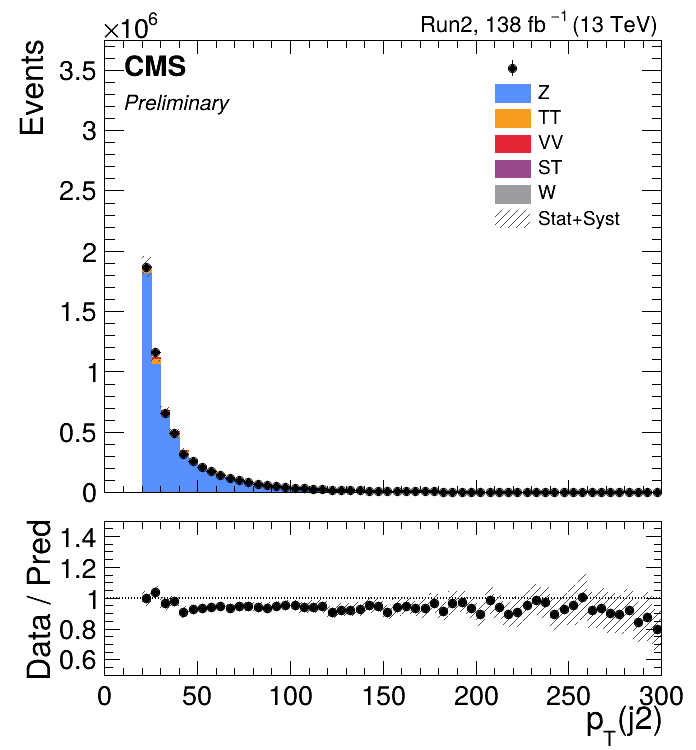 ×10⁶
Run2, 138 fb⁻¹ (13 TeV)
Events
CMS
Preliminary
Z
TT
VV
ST
W
Stat+Syst
3.5
3
2.5
2
1.5
1
0.5
0
Data / Pred
1.4
1.2
1
0.8
0.6
0 50 100 150 200 250 300
p_T(j2)